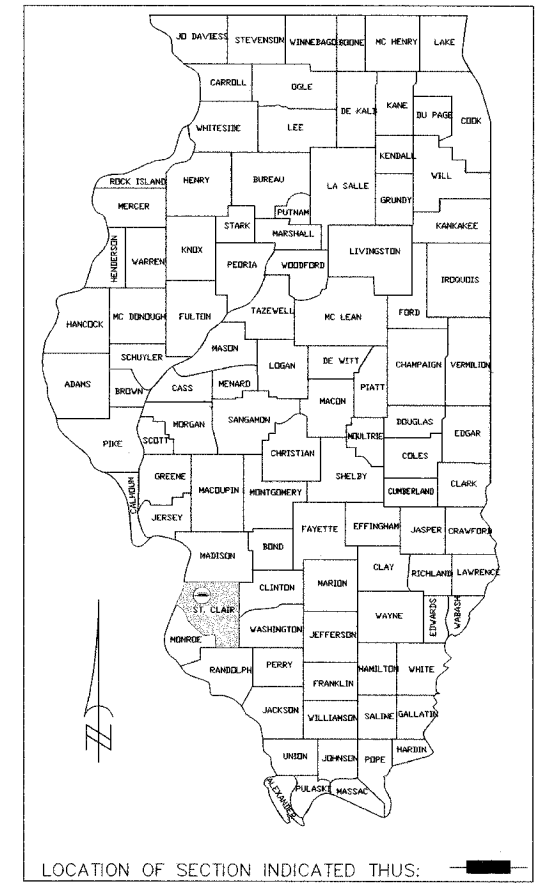 JO DAVIESS STEVENSON WINNEBAGO BOONE MC HENRY LAKE
CARROLL OGLE DE KALB KANE DU PAGE COOK
WHITESIDE LEE
KENDALL WILL
ROCK ISLAND HENRY BUREAU LA SALLE GRUNDY
MERCER PUTNAM
STARK MARSHALL KANKAKEE
HENDERSON WARREN KNOX PEORIA WOODFORD LIVINGSTON IROQUOIS
HANCOCK MC DONOUGH FULTON TAZEWELL MC LEAN FORD
MASON
SCHUYLER LOGAN DE WITT CHAMPAIGN VERMILION
ADAMS BROWN CASS MENARD PIATT
MACON
MORGAN SANGAMON DOUGLAS
PIKE SCOTT MOULTRIE EDGAR
CHRISTIAN COLES
GREENE SHELBY
CALHOUN MACOUPIN MONTGOMERY CUMBERLAND CLARK
JERSEY FAYETTE EFFINGHAM JASPER CRAWFORD
MADISON BOND
CLAY RICHLAND LAWRENCE
CLINTON MARION
ST. CLAIR WAYNE EDWARDS WABASH
WASHINGTON JEFFERSON
MONROE
RANDOLPH PERRY HAMILTON WHITE
FRANKLIN
JACKSON WILLIAMSON SALINE GALLATIN
HARDIN
UNION JOHNSON POPE
ALEXANDER PULASKI MASSAC
LOCATION OF SECTION INDICATED THUS: